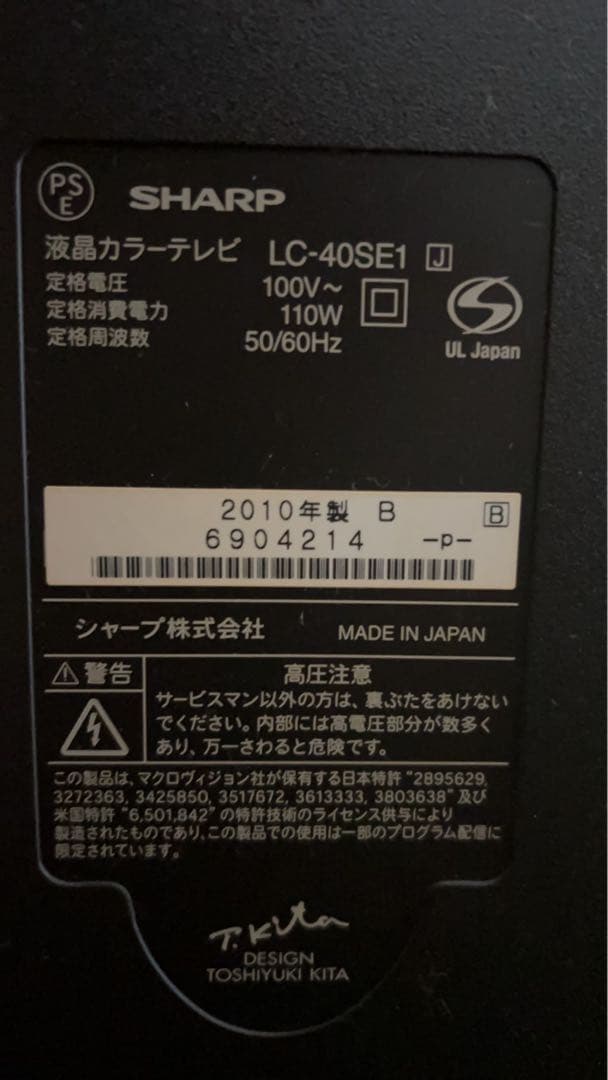 PS
E
SHARP
液晶カラーテレビ LC-40SE1 J
定格電圧 100V～
定格消費電力 110W
定格周波数 50/60Hz
S
UL Japan
2010年製 B B
6904214 -p-
シャープ株式会社 MADE IN JAPAN
警告 高圧注意
サービスマン以外の方は、裏ぶたをあけない
でください。内部には高電圧部分が数多く
あり、万一さわると危険です。
この製品は、マクロヴィジョン社が保有する日本特許 "2895629,
3272363, 3425850, 3517672, 3613333, 3803638" 及び
米国特許 "6,501,842" の特許技術のライセンス供与により
製造されたものであり、この製品での使用は一部のプログラム配信に
限定されています。
T.Kita
DESIGN
TOSHIYUKI KITA